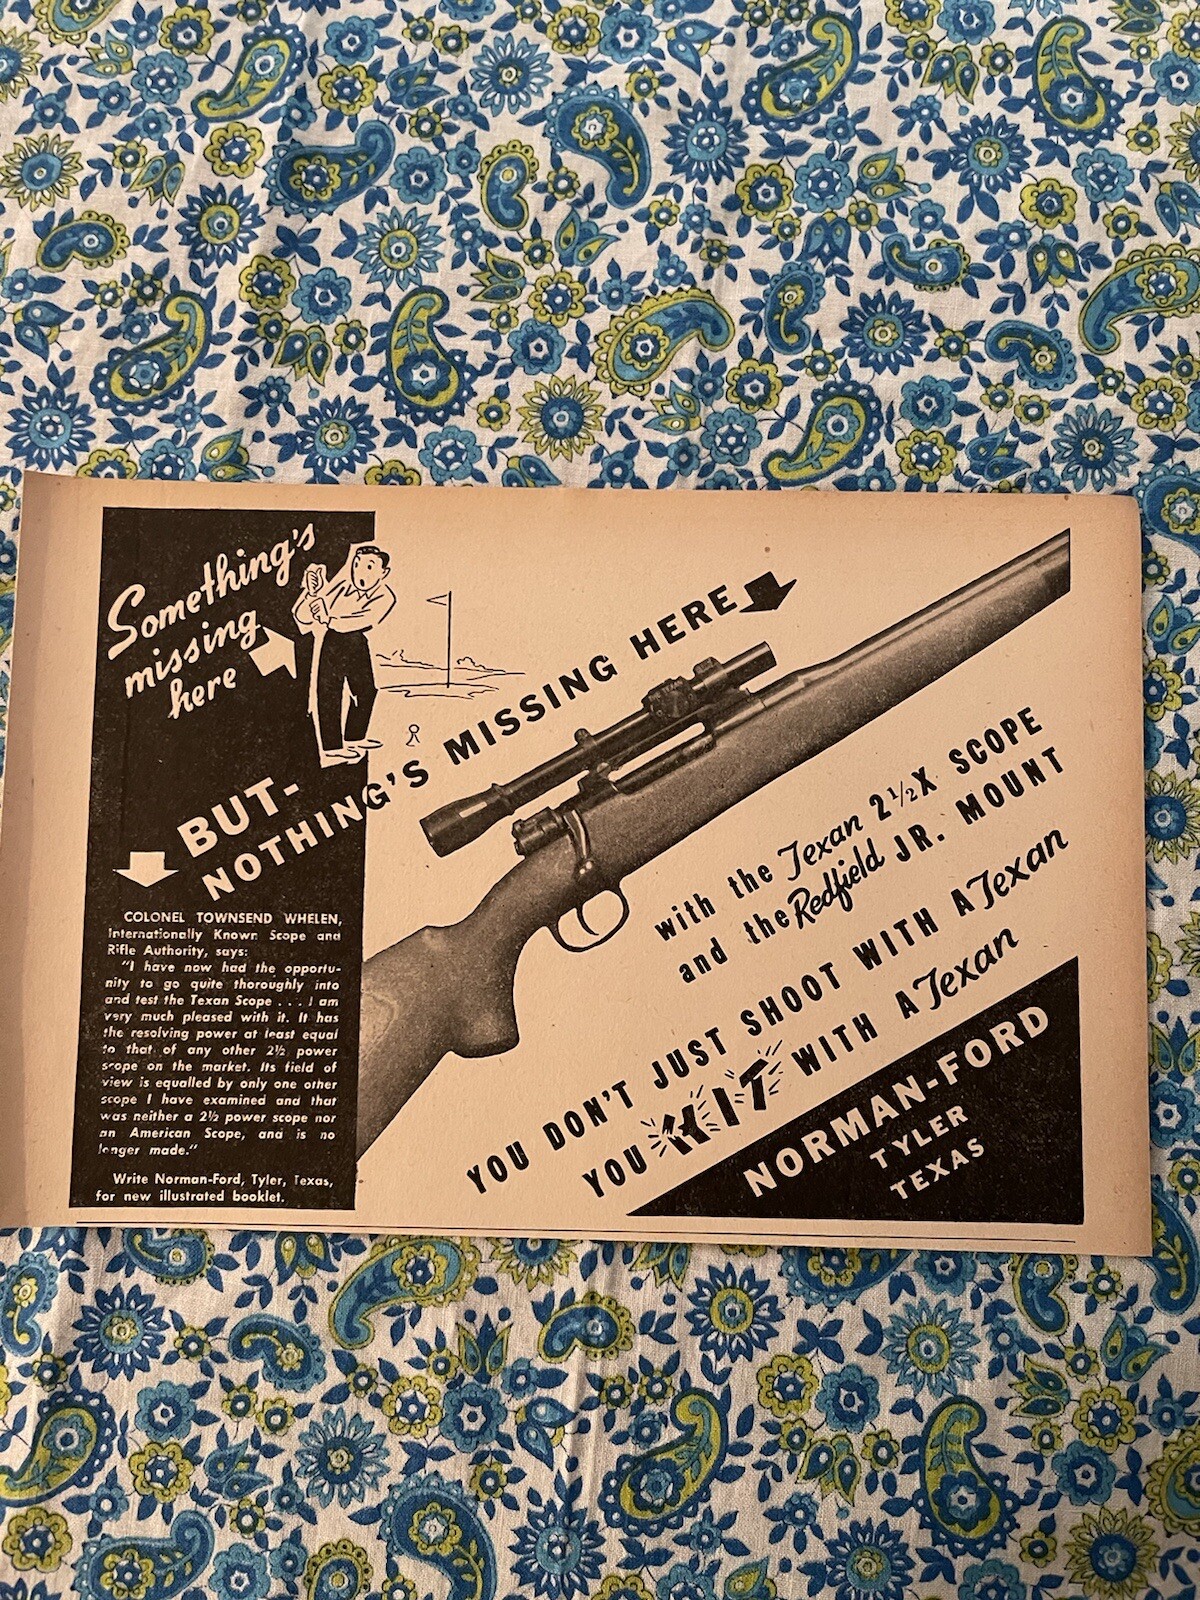 Something's
missing
here
BUT-
NOTHING'S MISSING HERE
COLONEL TOWNSEND WHELEN,
Internationally Known Scope and
Rifle Authority, says:
"I have now had the opportu-
nity to go quite thoroughly into
and test the Texan Scope . . . I am
very much pleased with it. It has
the resolving power at least equal
to that of any other 2½ power
scope on the market. Its field of
view is equalled by only one other
scope I have examined and that
was neither a 2½ power scope nor
an American Scope, and is no
longer made."
Write Norman-Ford, Tyler, Texas,
for new illustrated booklet.
with the Texan 2½X SCOPE
and the Redfield JR. MOUNT
YOU DON'T JUST SHOOT WITH A Texan
YOU HIT WITH A Texan
NORMAN-FORD
TYLER
TEXAS